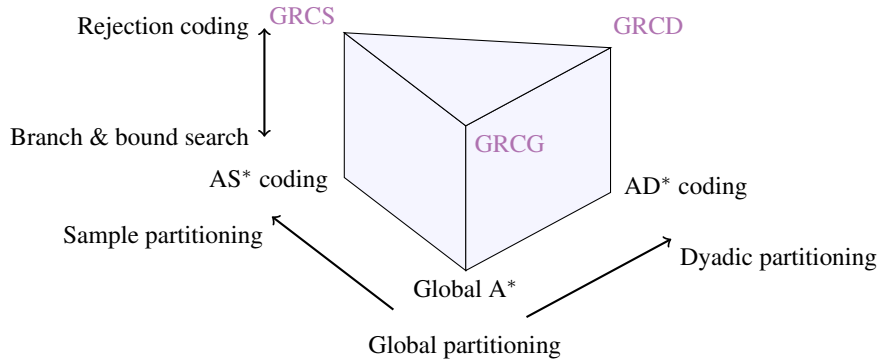 GRCS
Rejection coding
GRCD
Branch & bound search
GRCG
AS* coding
AD* coding
Sample partitioning
Dyadic partitioning
Global A*
Global partitioning